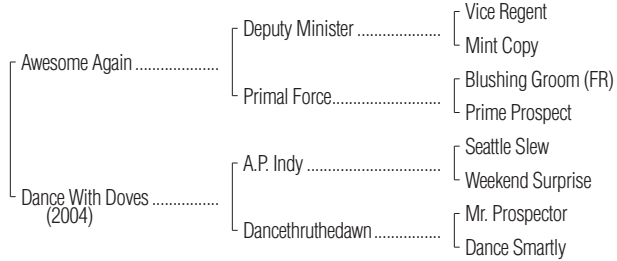 Vice Regent
Deputy Minister ..................
Mint Copy
Awesome Again ..................
Blushing Groom (FR)
Primal Force.......................
Prime Prospect
Seattle Slew
A.P. Indy ............................
Weekend Surprise
Dance With Doves ................
(2004)
Mr. Prospector
Dancethruthedawn ..............
Dance Smartly